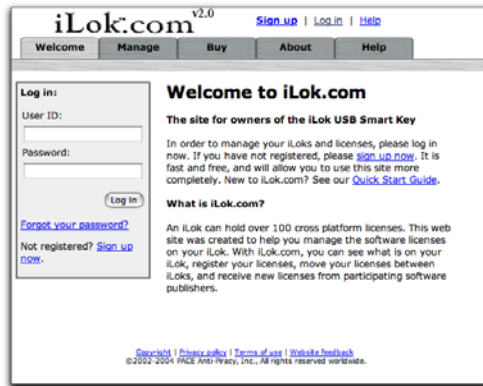 iLok.com v2.0
Sign up | Log in | Help
Welcome Manage Buy About Help
Log in:
User ID:
Password:
Log In
Forgot your password?
Not registered? Sign up
now.
Welcome to iLok.com
The site for owners of the iLok USB Smart Key
In order to manage your iLoks and licenses, please log in
now. If you have not registered, please sign up now. It is
fast and free, and will allow you to use this site more
completely. New to iLok.com? See our Quick Start Guide.
What is iLok.com?
An iLok can hold over 100 cross platform licenses. This web
site was created to help you manage the software licenses
on your iLok. With iLok.com, you can see what is on your
iLok, register your licenses, move your licenses between
iLoks, and receive new licenses from participating software
publishers.
Copyright | Privacy policy | Terms of use | Website feedback
©2002-2004 PACE Anti-Piracy, Inc., All rights reserved worldwide.